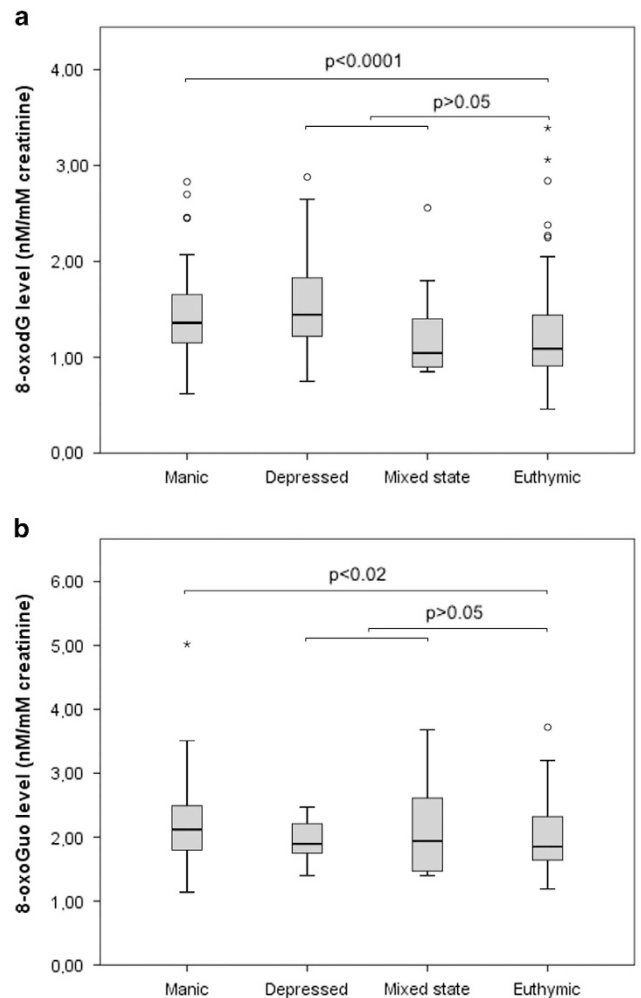 a
8-oxodG level (nM/mM creatinine)
4,00
3,00
2,00
1,00
0,00
p<0.0001
p>0.05
Manic Depressed Mixed state Euthymic
b
8-oxoGuo level (nM/mM creatinine)
6,00
5,00
4,00
3,00
2,00
1,00
0,00
p<0.02
p>0.05
Manic Depressed Mixed state Euthymic